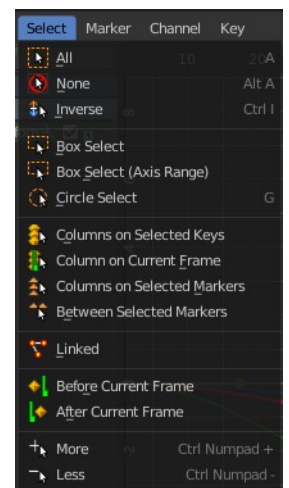 Select Marker Channel Key
All A
None Alt A
Inverse Ctrl I
Box Select
Box Select (Axis Range)
Circle Select G
Columns on Selected Keys
Column on Current Frame
Columns on Selected Markers
Between Selected Markers
Linked
Before Current Frame
After Current Frame
More Ctrl Numpad +
Less Ctrl Numpad -